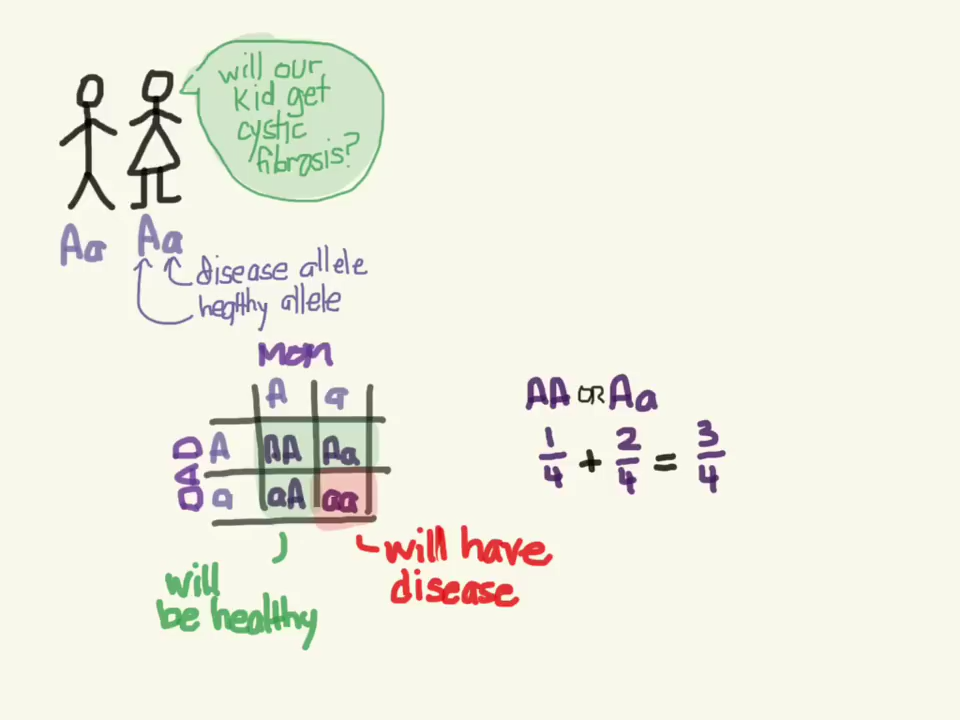 will our
kid get
cystic
fibrosis?
Aa Aa
disease allele
healthy allele
MOM
A a
DAD
A AA Aa
a aA aa
will
be healthy
will have
disease
AA OR Aa
1/4 + 2/4 = 3/4